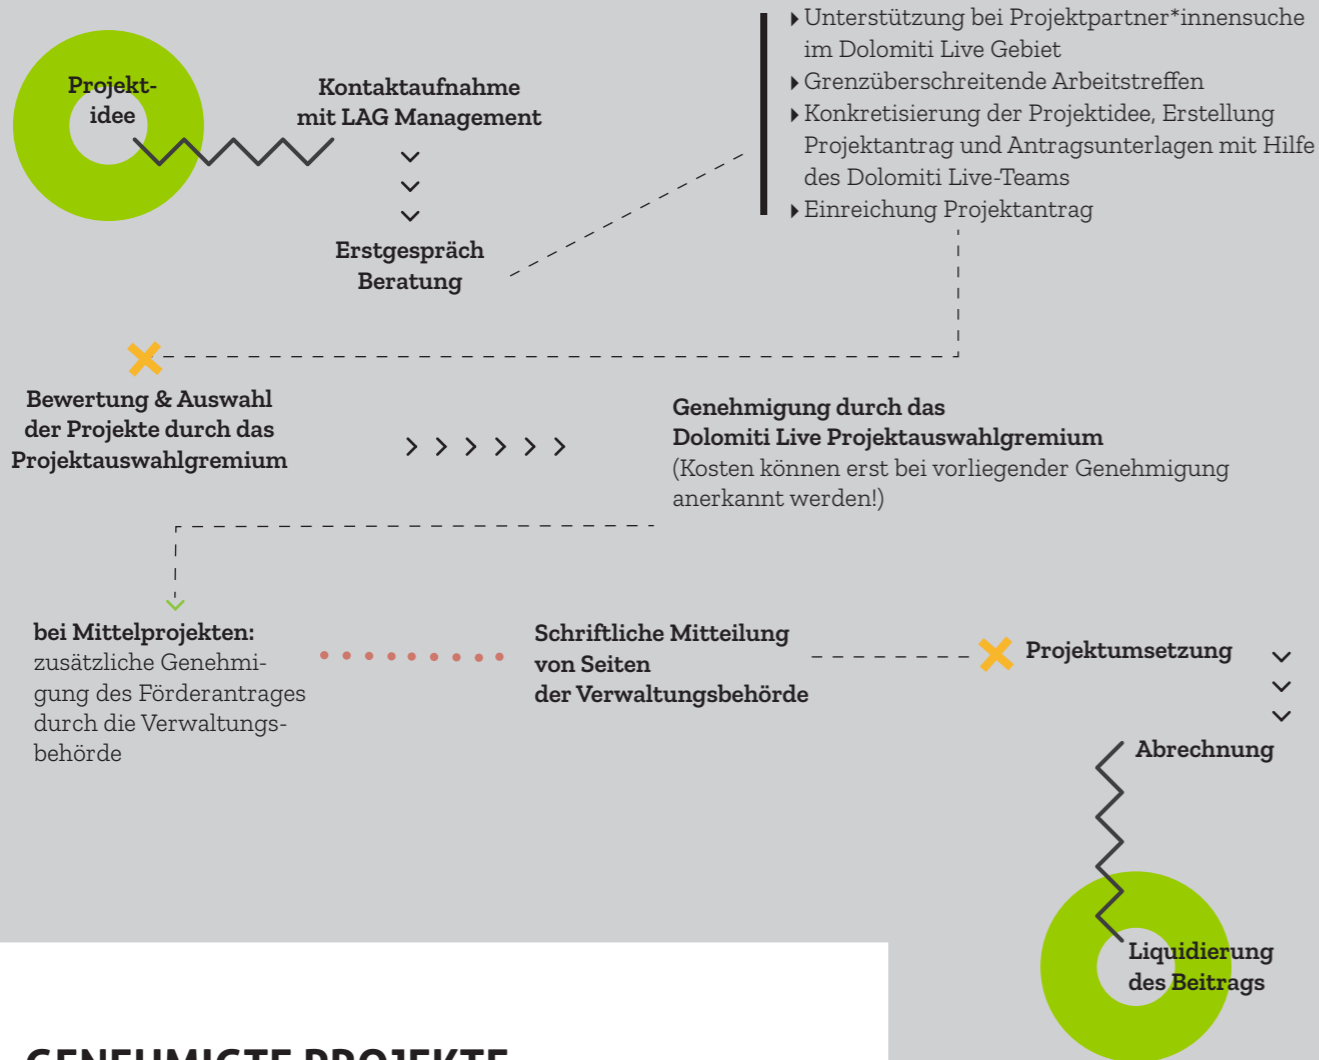 Projekt-
idee
Kontaktaufnahme
mit LAG Management
Erstgespräch
Beratung
Unterstützung bei Projektpartner*innensuche
im Dolomiti Live Gebiet
Grenzüberschreitende Arbeitstreffen
Konkretisierung der Projektidee, Erstellung
Projektantrag und Antragsunterlagen mit Hilfe
des Dolomiti Live-Teams
Einreichung Projektantrag
Bewertung & Auswahl
der Projekte durch das
Projektauswahlgremium
Genehmigung durch das
Dolomiti Live Projektauswahlgremium
(Kosten können erst bei vorliegender Genehmigung
anerkannt werden!)
bei Mittelprojekten:
zusätzliche Genehmi-
gung des Förderantrages
durch die Verwaltungs-
behörde
Schriftliche Mitteilung
von Seiten
der Verwaltungsbehörde
Projektumsetzung
Abrechnung
Liquidierung
des Beitrags
GENEHMIGTE PROJEKTE